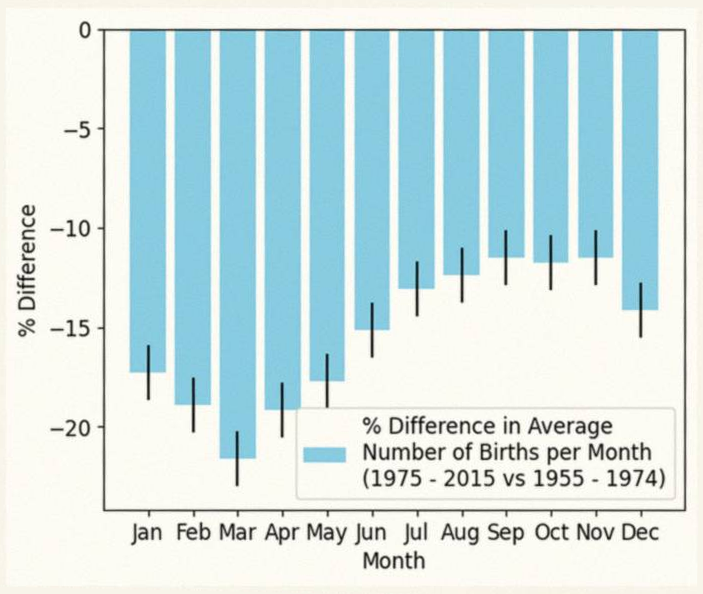 0
−5
−10
−15
−20
% Difference
% Difference in Average
Number of Births per Month
(1975 - 2015 vs 1955 - 1974)
Jan Feb Mar Apr May Jun Jul Aug Sep Oct Nov Dec
Month